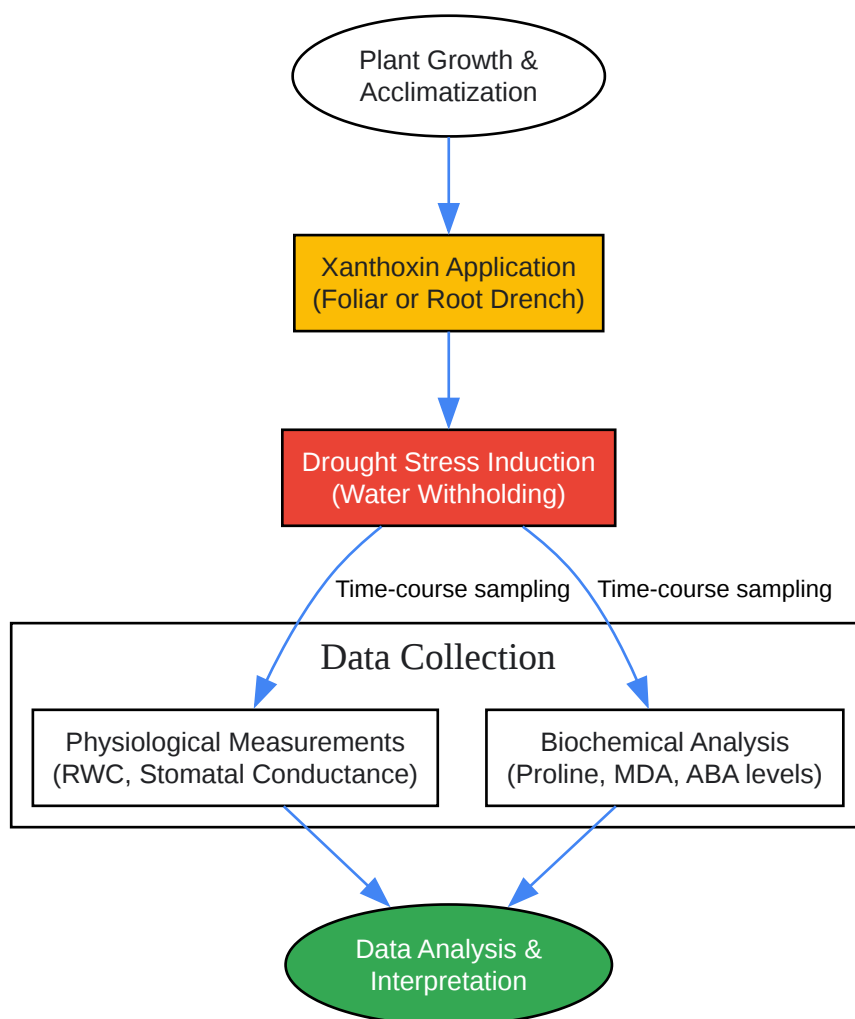 Plant Growth &
Acclimatization
Xanthoxin Application
(Foliar or Root Drench)
Drought Stress Induction
(Water Withholding)
Time-course sampling
Time-course sampling
Data Collection
Physiological Measurements
(RWC, Stomatal Conductance)
Biochemical Analysis
(Proline, MDA, ABA levels)
Data Analysis &
Interpretation